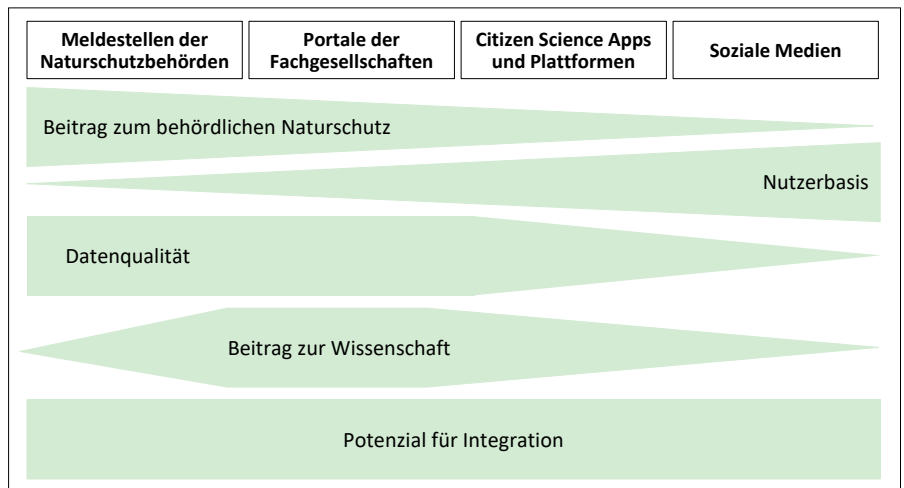 Meldestellen der
Naturschutzbehörden
Portale der
Fachgesellschaften
Citizen Science Apps
und Plattformen
Soziale Medien
Beitrag zum behördlichen Naturschutz
Nutzerbasis
Datenqualität
Beitrag zur Wissenschaft
Potenzial für Integration